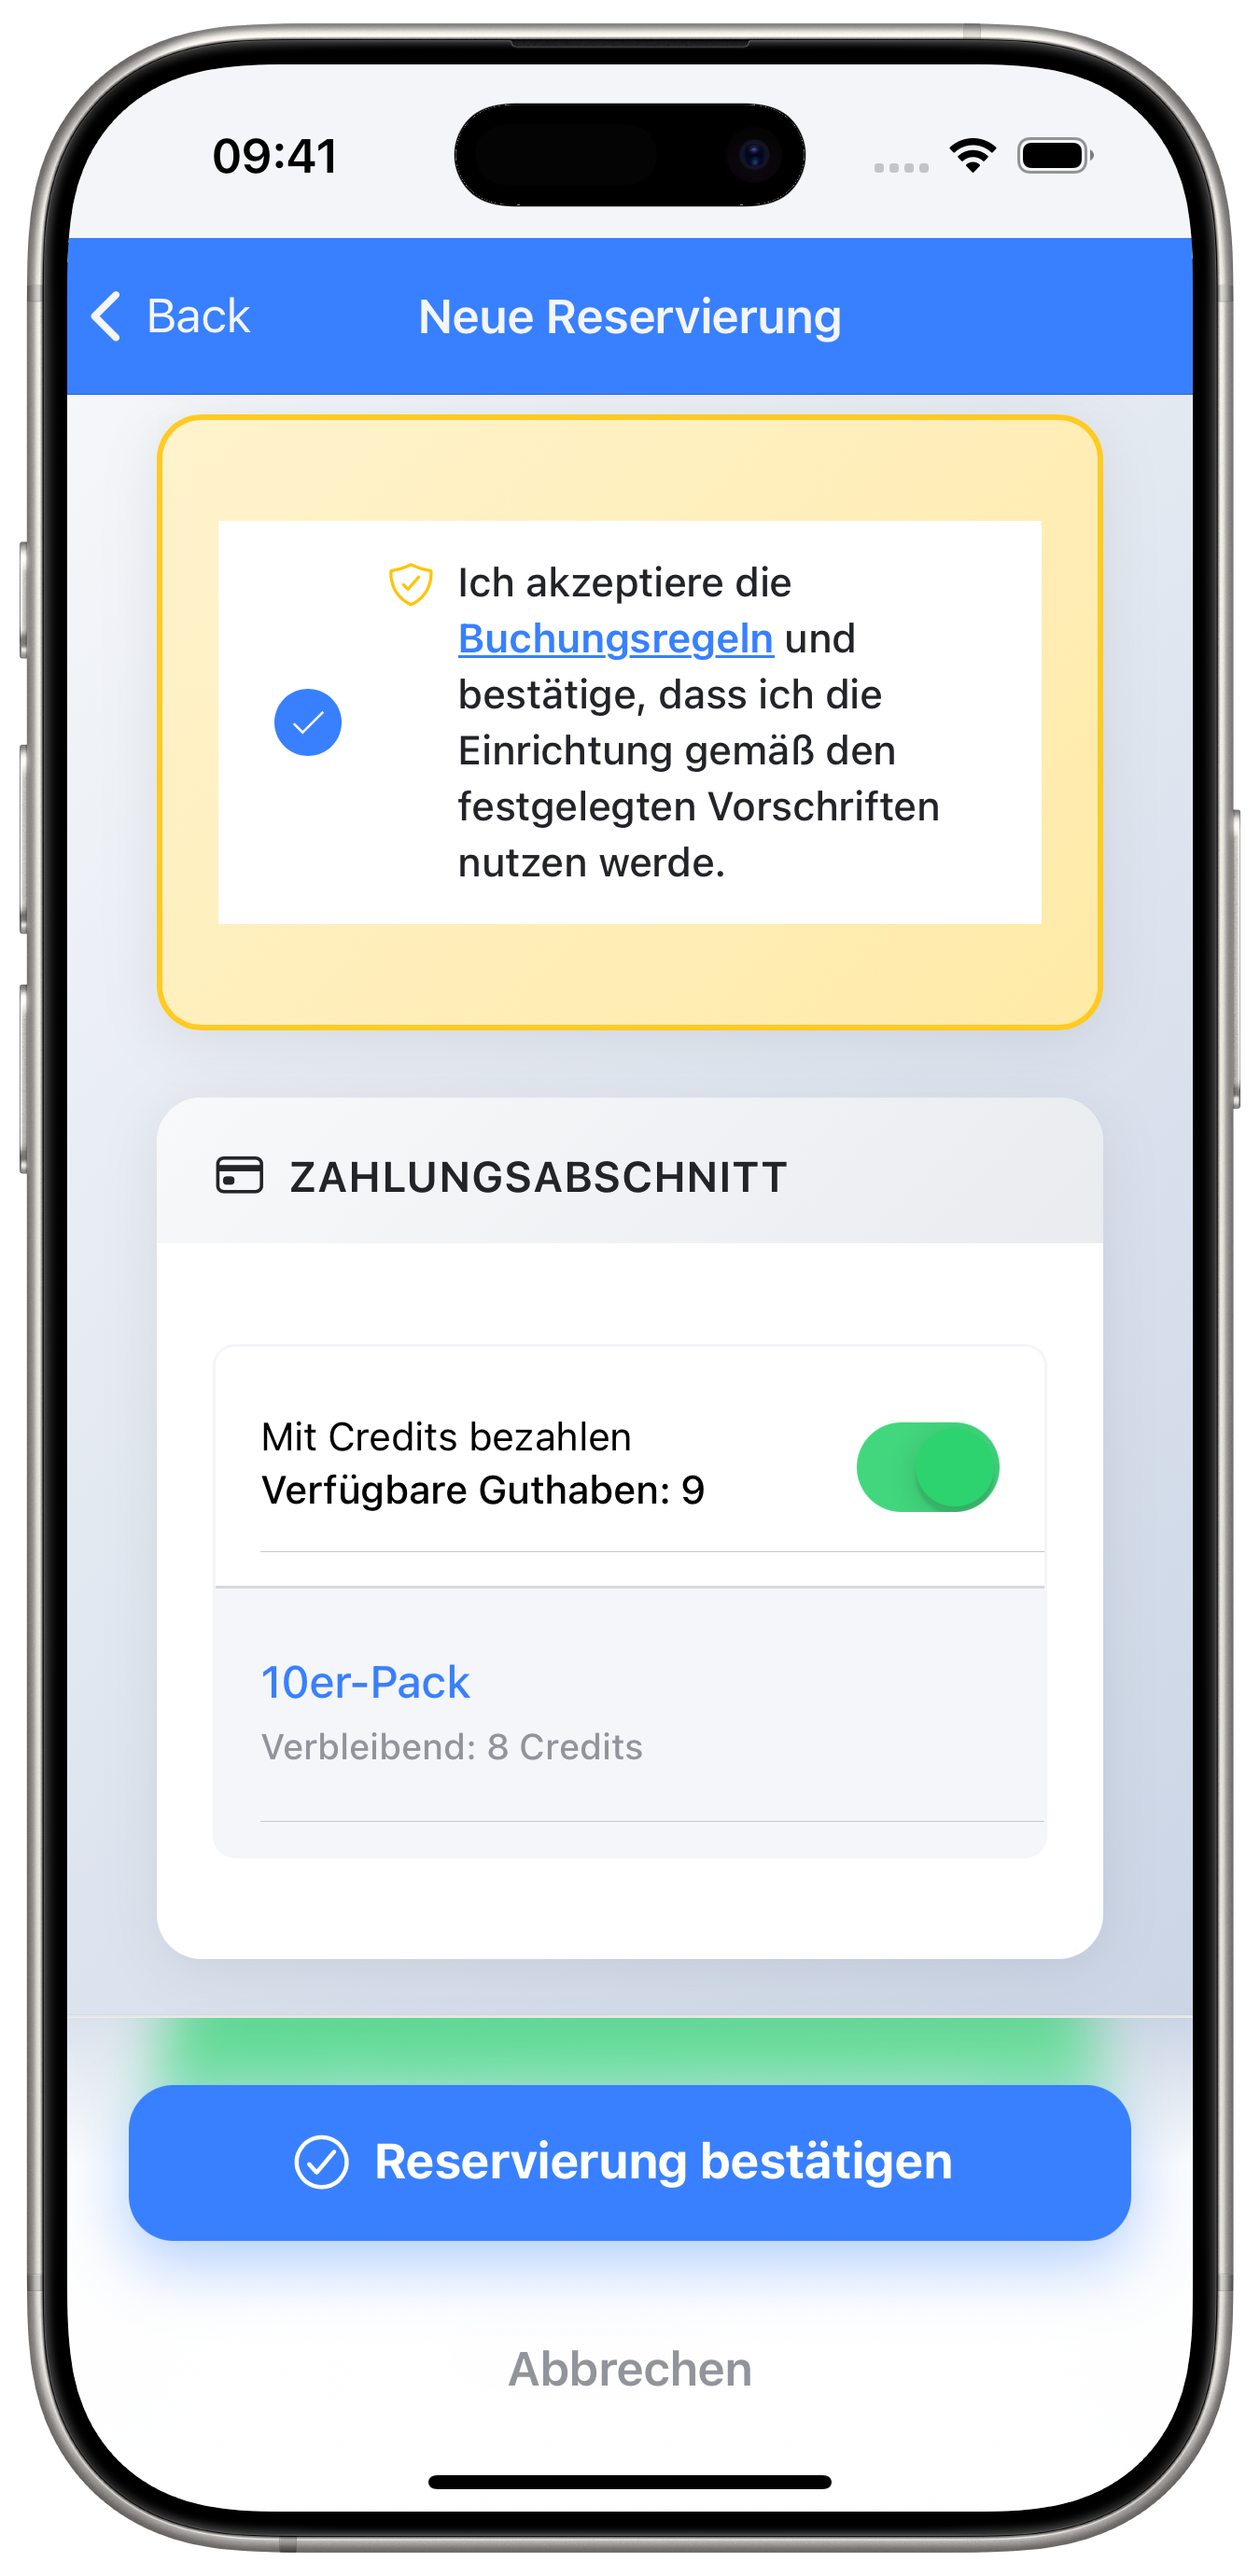 09:41
Back
Neue Reservierung
Ich akzeptiere die
Buchungsregeln und
bestätige, dass ich die
Einrichtung gemäß den
festgelegten Vorschriften
nutzen werde.
ZAHLUNGSABSCHNITT
Mit Credits bezahlen
Verfügbare Guthaben: 9
10er-Pack
Verbleibend: 8 Credits
Reservierung bestätigen
Abbrechen